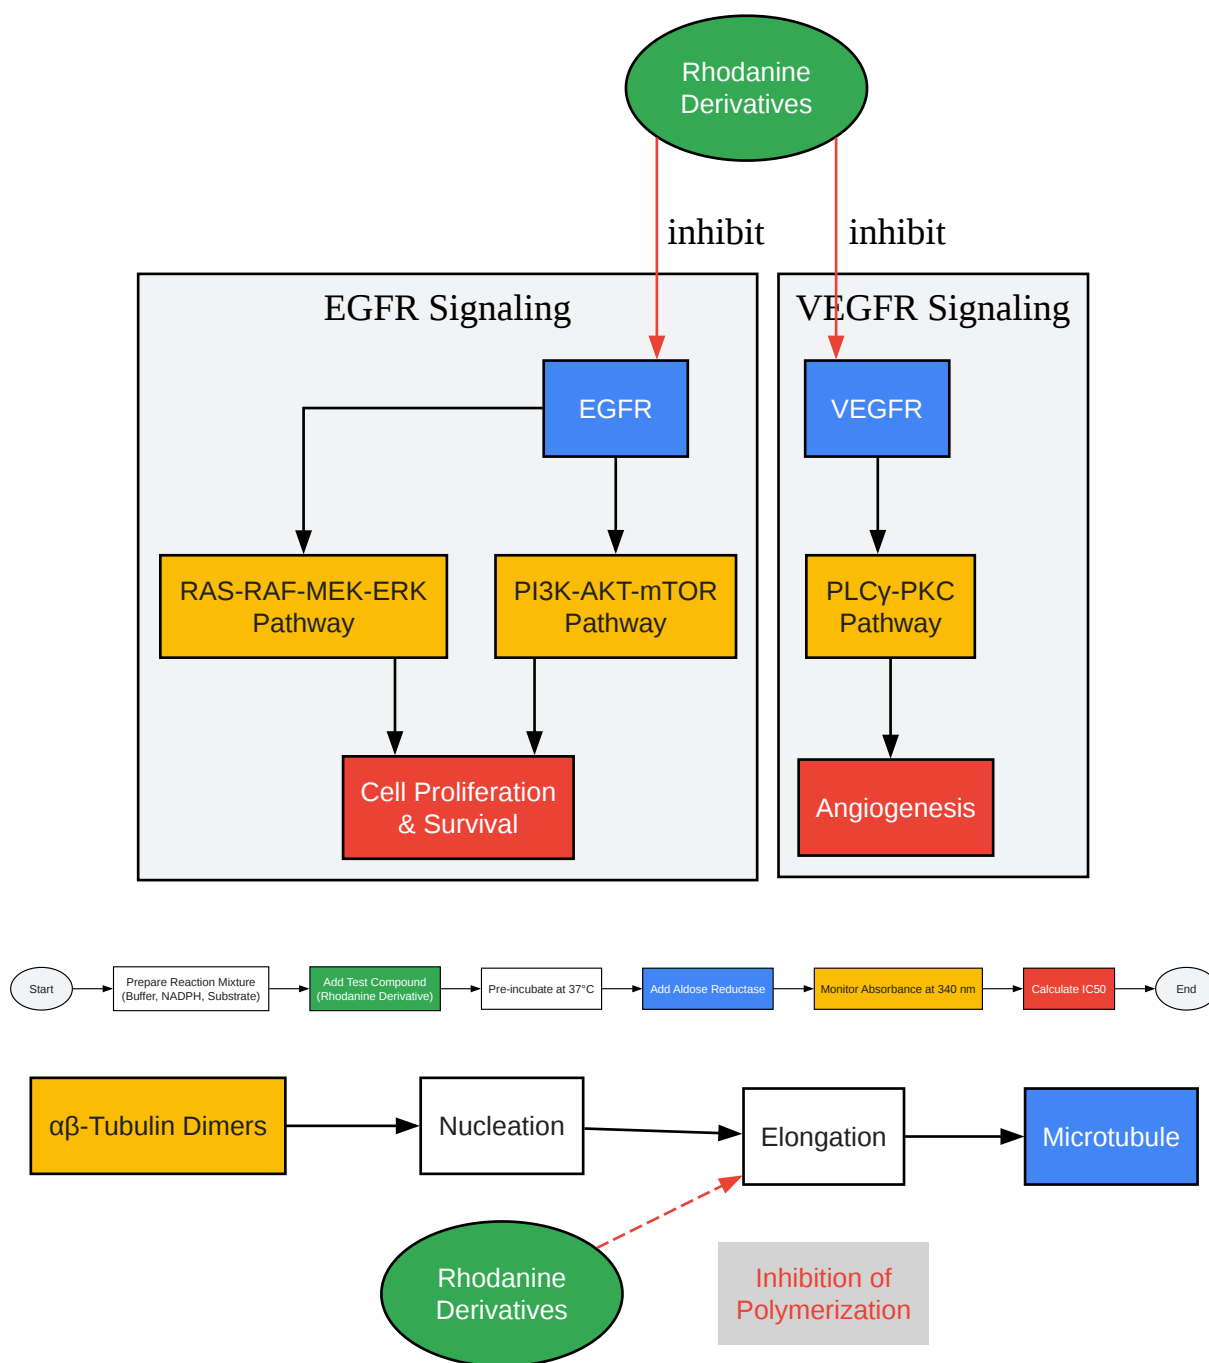 Rhodanine
Derivatives
inhibit
inhibit
EGFR Signaling
VEGFR Signaling
EGFR
VEGFR
RAS-RAF-MEK-ERK
Pathway
PI3K-AKT-mTOR
Pathway
PLCγ-PKC
Pathway
Cell Proliferation
& Survival
Angiogenesis
Start
Prepare Reaction Mixture
(Buffer, NADPH, Substrate)
Add Test Compound
(Rhodanine Derivative)
Pre-incubate at 37°C
Add Aldose Reductase
Monitor Absorbance at 340 nm
Calculate IC50
End
αβ-Tubulin Dimers
Nucleation
Elongation
Microtubule
Rhodanine
Derivatives
Inhibition of
Polymerization